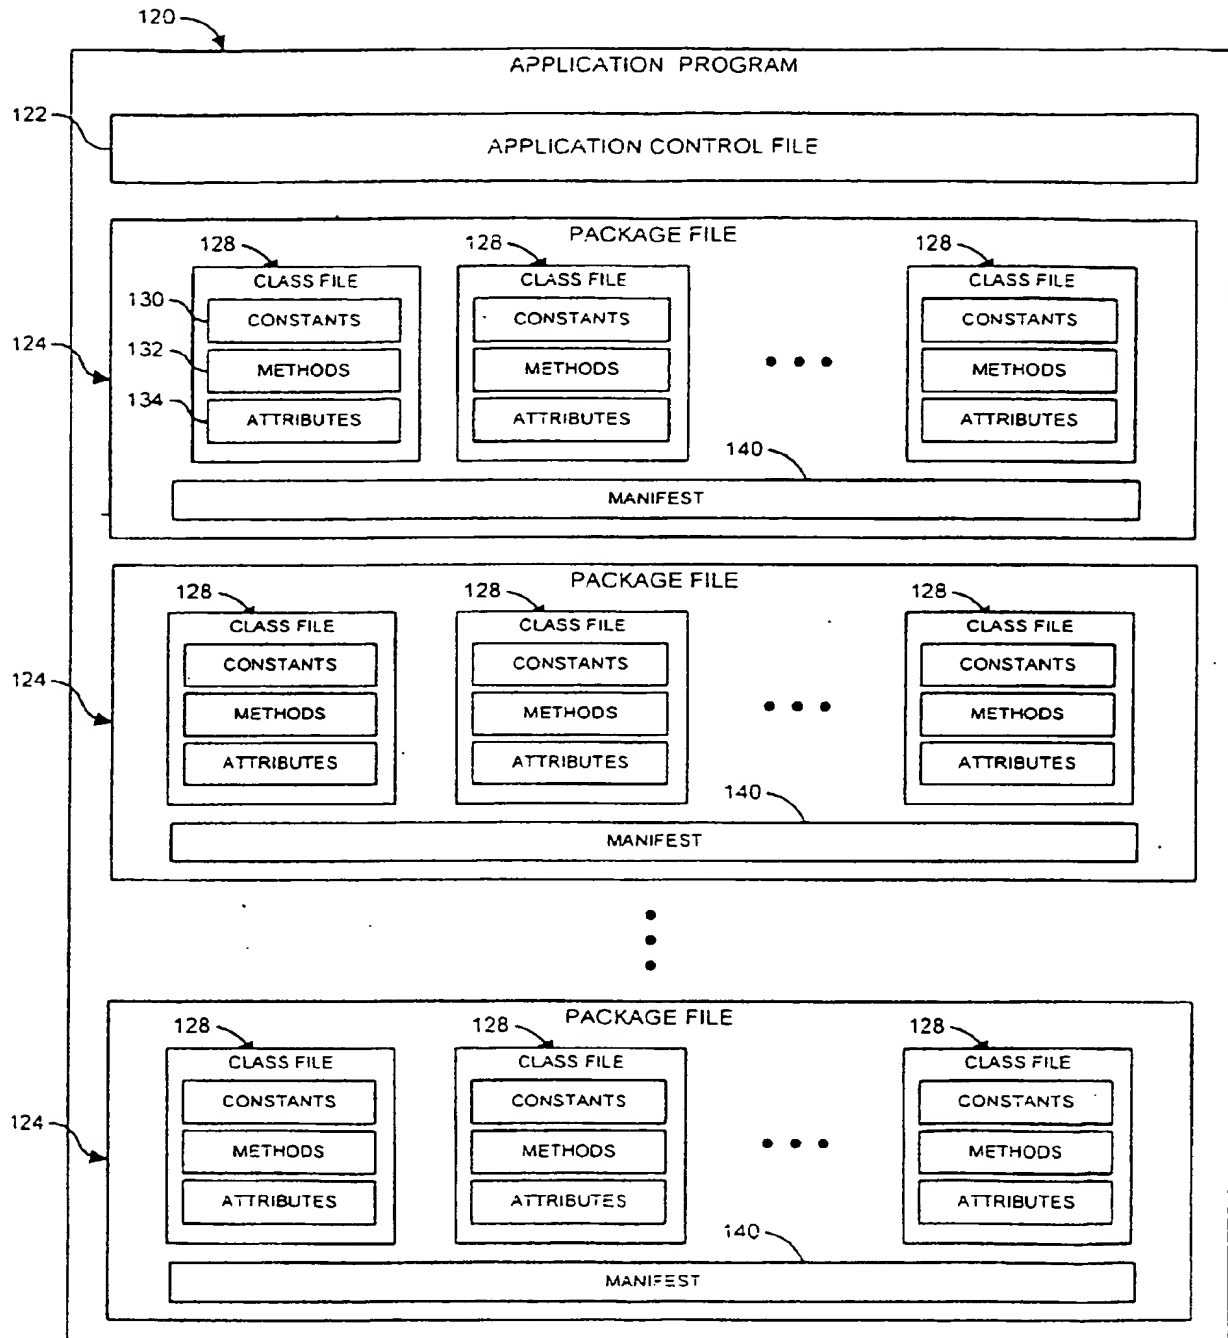 120
APPLICATION PROGRAM
122
APPLICATION CONTROL FILE
PACKAGE FILE
128 128 128
CLASS FILE CLASS FILE CLASS FILE
130 CONSTANTS CONSTANTS CONSTANTS
124
132 METHODS METHODS METHODS
134 ATTRIBUTES ATTRIBUTES ATTRIBUTES
140
MANIFEST
PACKAGE FILE
128 128 128
CLASS FILE CLASS FILE CLASS FILE
CONSTANTS CONSTANTS CONSTANTS
124
METHODS METHODS METHODS
ATTRIBUTES ATTRIBUTES ATTRIBUTES
140
MANIFEST
PACKAGE FILE
128 128 128
CLASS FILE CLASS FILE CLASS FILE
CONSTANTS CONSTANTS CONSTANTS
124
METHODS METHODS METHODS
ATTRIBUTES ATTRIBUTES ATTRIBUTES
140
MANIFEST